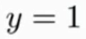 y = 1